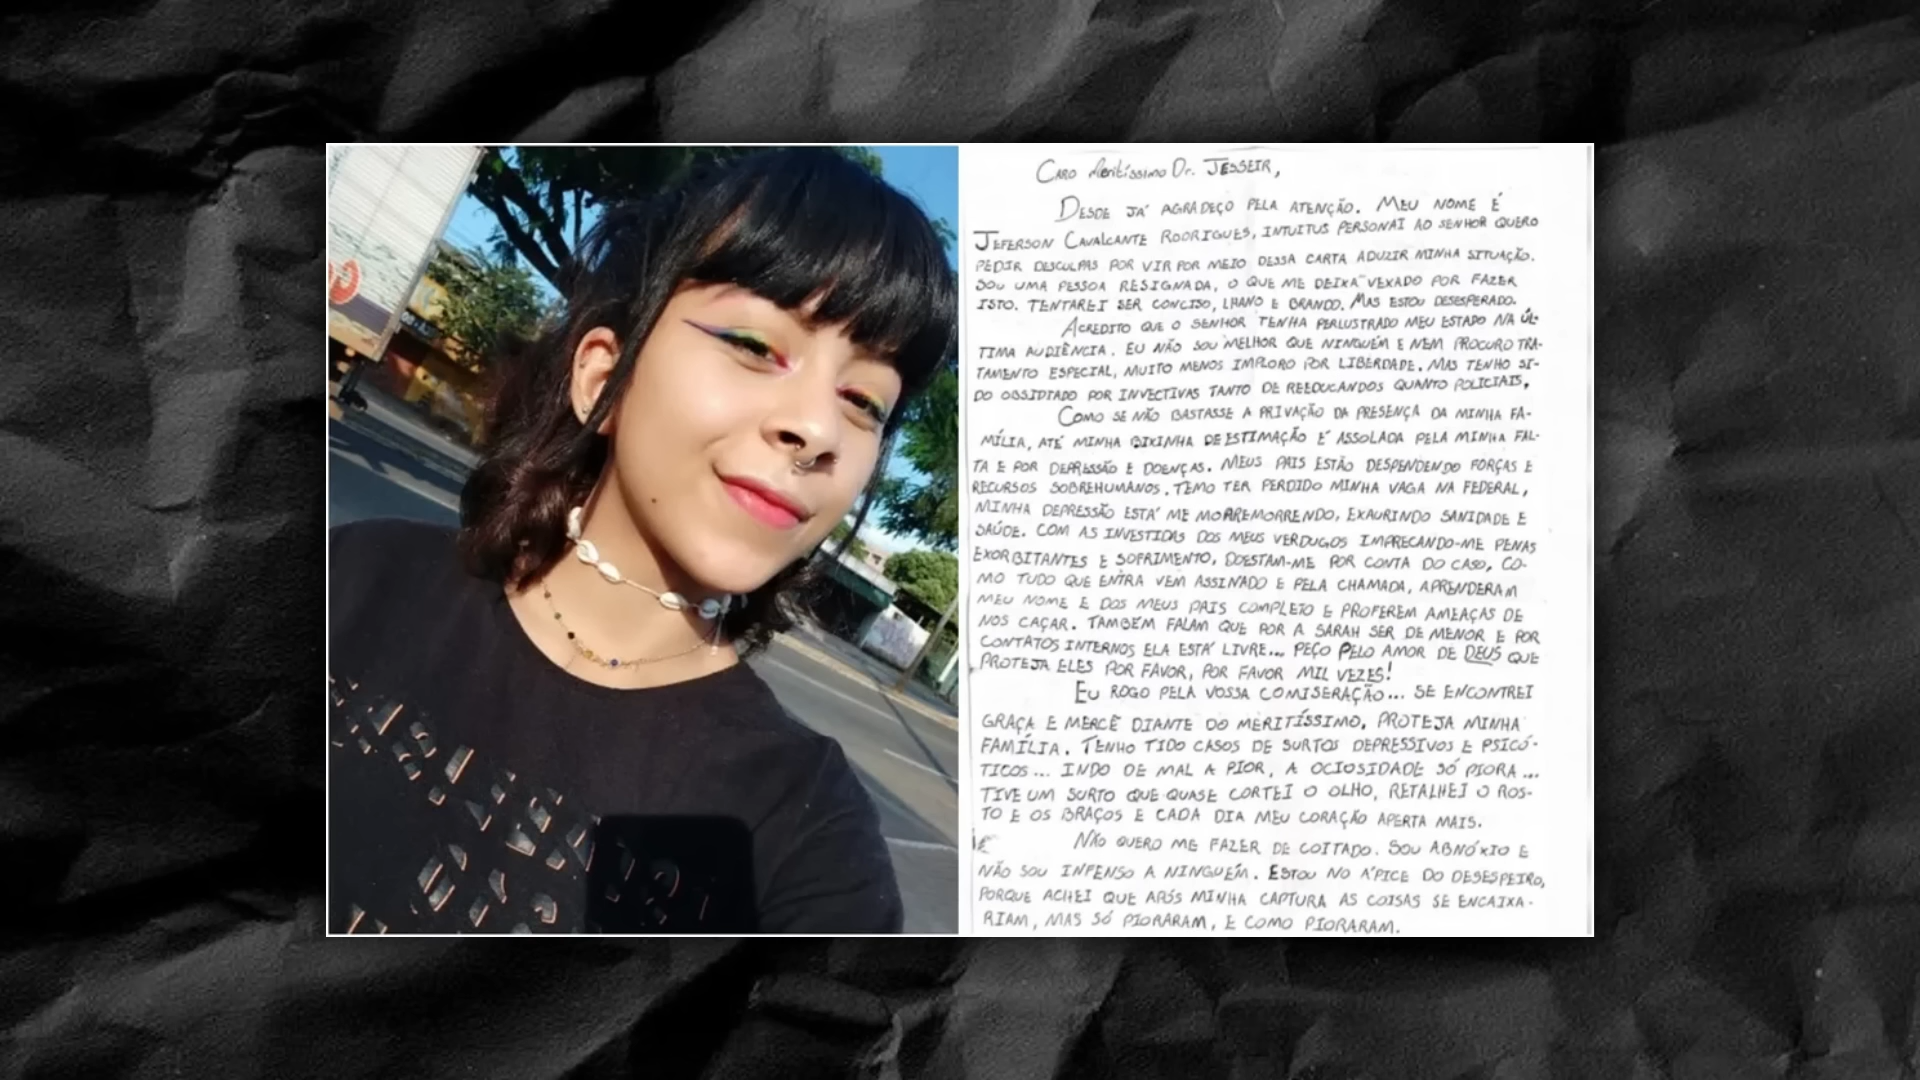 Caro Meritíssimo Dr. JESSEIR,
DESDE JÁ AGRADEÇO PELA ATENÇÃO. MEU NOME É
JEFERSON CAVALCANTE RODRIGUES, INTUITUS PERSONAI AO SENHOR QUERO
PEDIR DESCULPAS POR VIR POR MEIO DESSA CARTA ADUZIR MINHA SITUAÇÃO.
SOU UMA PESSOA RESIGNADA, O QUE ME DEIXA VEXADO POR FAZER
ISTO. TENTAREI SER CONCISO, LHANO E BRANDO. MAS ESTOU DESESPERADO.
ACREDITO QUE O SENHOR TENHA PERLUSTRADO MEU ESTADO NA ÚL-
TIMA AUDIÊNCIA. EU NÃO SOU MELHOR QUE NINGUÉM E NEM PROCURO TRA-
TAMENTO ESPECIAL, MUITO MENOS IMPLORO POR LIBERDADE. MAS TENHO SI-
DO OBSIDIADO POR INVECTIVAS TANTO DE REEDUCANDOS QUANTO POLICIAIS.
COMO SE NÃO BASTASSE A PRIVAÇÃO DA PRESENÇA DA MINHA FA-
MÍLIA, ATÉ MINHA BIXINHA DE ESTIMAÇÃO É ASSOLADA PELA MINHA FAL-
TA E POR DEPRESSÃO E DOENÇAS. MEUS PAIS ESTÃO DESPENDENDO FORÇAS E
RECURSOS SOBREHUMANOS. TEMO TER PERDIDO MINHA VAGA NA FEDERAL,
MINHA DEPRESSÃO ESTÁ ME MORREMORRENDO, EXAURINDO SANIDADE E
SAÚDE. COM AS INVESTIDAS DOS MEUS VERDUGOS IMPRECANDO-ME PENAS
EXORBITANTES E SOFRIMENTO, DOESTAM-ME POR CONTA DO CASO, CO-
MO TUDO QUE ENTRA VEM ASSINADO E PELA CHAMADA, APRENDERAM
MEU NOME E DOS MEUS PAIS COMPLETO E PROFEREM AMEAÇAS DE
NOS CAÇAR. TAMBÉM FALAM QUE POR A SARAH SER DE MENOR E POR
CONTATOS INTERNOS ELA ESTÁ LIVRE... PEÇO PELO AMOR DE DEUS QUE
PROTEJA ELES POR FAVOR, POR FAVOR MIL VEZES!
EU ROGO PELA VOSSA COMISERAÇÃO... SE ENCONTREI
GRAÇA E MERCÊ DIANTE DO MERITÍSSIMO, PROTEJA MINHA
FAMÍLIA. TENHO TIDO CASOS DE SURTOS DEPRESSIVOS E PSICÓ-
TICOS... INDO DE MAL A PIOR, A OCIOSIDADE SÓ PIORA...
TIVE UM SURTO QUE QUASE CORTEI O OLHO, RETALHEI O ROS-
TO E OS BRAÇOS E CADA DIA MEU CORAÇÃO APERTA MAIS.
NÃO QUERO ME FAZER DE COITADO. SOU ABNÓXIO E
NÃO SOU INFENSO A NINGUÉM. ESTOU NO ÁPICE DO DESESPEIRO,
PORQUE ACHEI QUE APÓS MINHA CAPTURA AS COISAS SE ENCAIXA-
RIAM, MAS SÓ PIORARAM, E COMO PIORARAM.